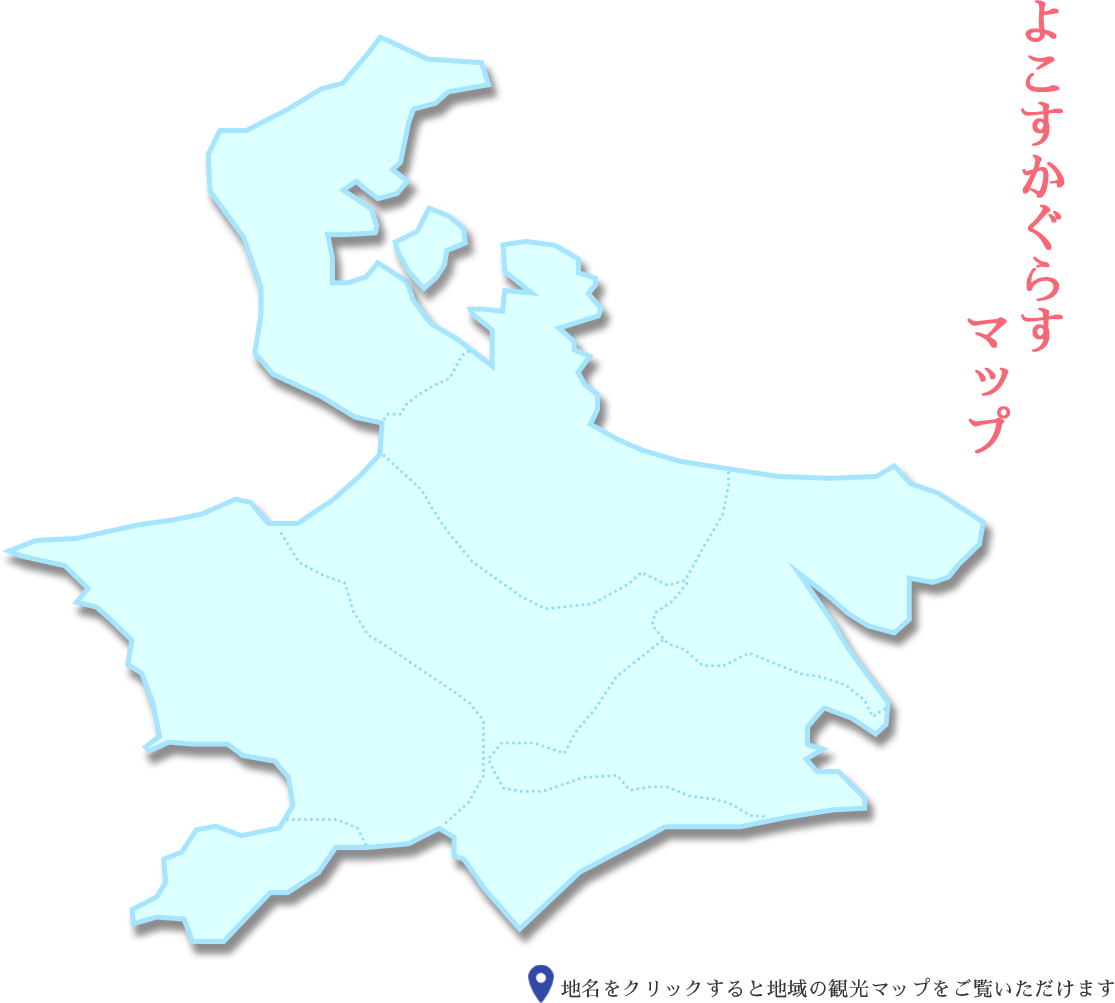 よこすかぐらす
マップ
地名をクリックすると地域の観光マップをご覧いただけます